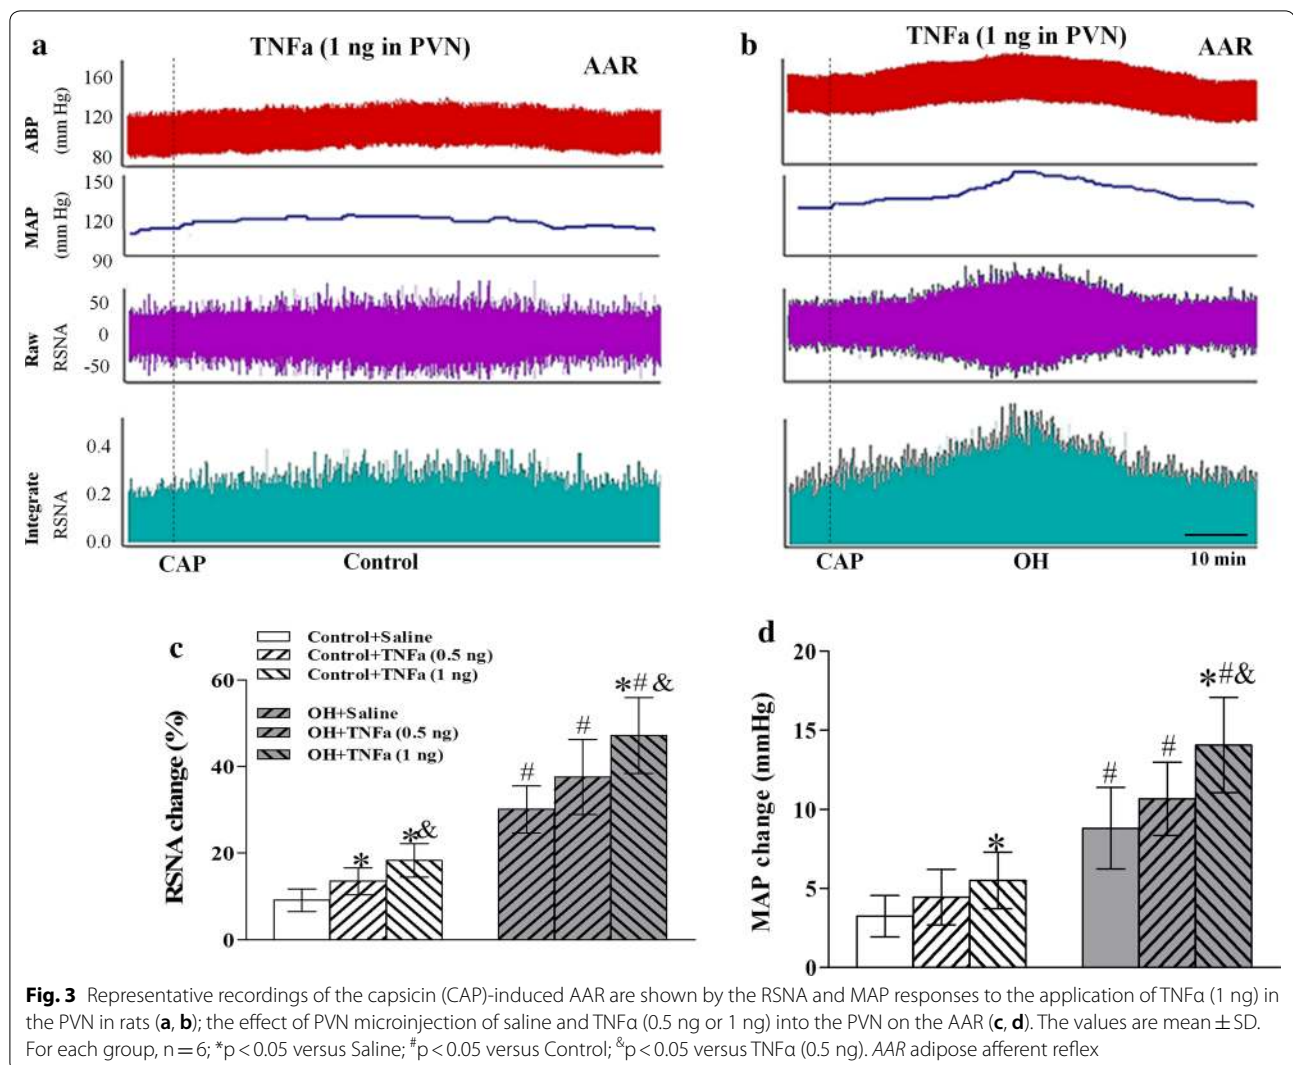 a
TNFa (1 ng in PVN)
AAR
ABP
(mm Hg)
160
120
80
MAP
(mm Hg)
150
120
90
Raw
RSNA
50
0
-50
Integrate
RSNA
0.4
0.2
0.0
CAP
Control
b
TNFa (1 ng in PVN)
AAR
CAP
OH
10 min
c
Control+Saline
Control+TNFa (0.5 ng)
Control+TNFa (1 ng)
OH+Saline
OH+TNFa (0.5 ng)
OH+TNFa (1 ng)
RSNA change (%)
60
40
20
0
*
*&
#
#
*#&
d
MAP change (mmHg)
20
15
10
5
0
*
#
#
*#&
Fig. 3 Representative recordings of the capsicin (CAP)-induced AAR are shown by the RSNA and MAP responses to the application of TNFα (1 ng) in
the PVN in rats (a, b); the effect of PVN microinjection of saline and TNFα (0.5 ng or 1 ng) into the PVN on the AAR (c, d). The values are mean ± SD.
For each group, n = 6; *p < 0.05 versus Saline; #p < 0.05 versus Control; &p < 0.05 versus TNFα (0.5 ng). AAR adipose afferent reflex